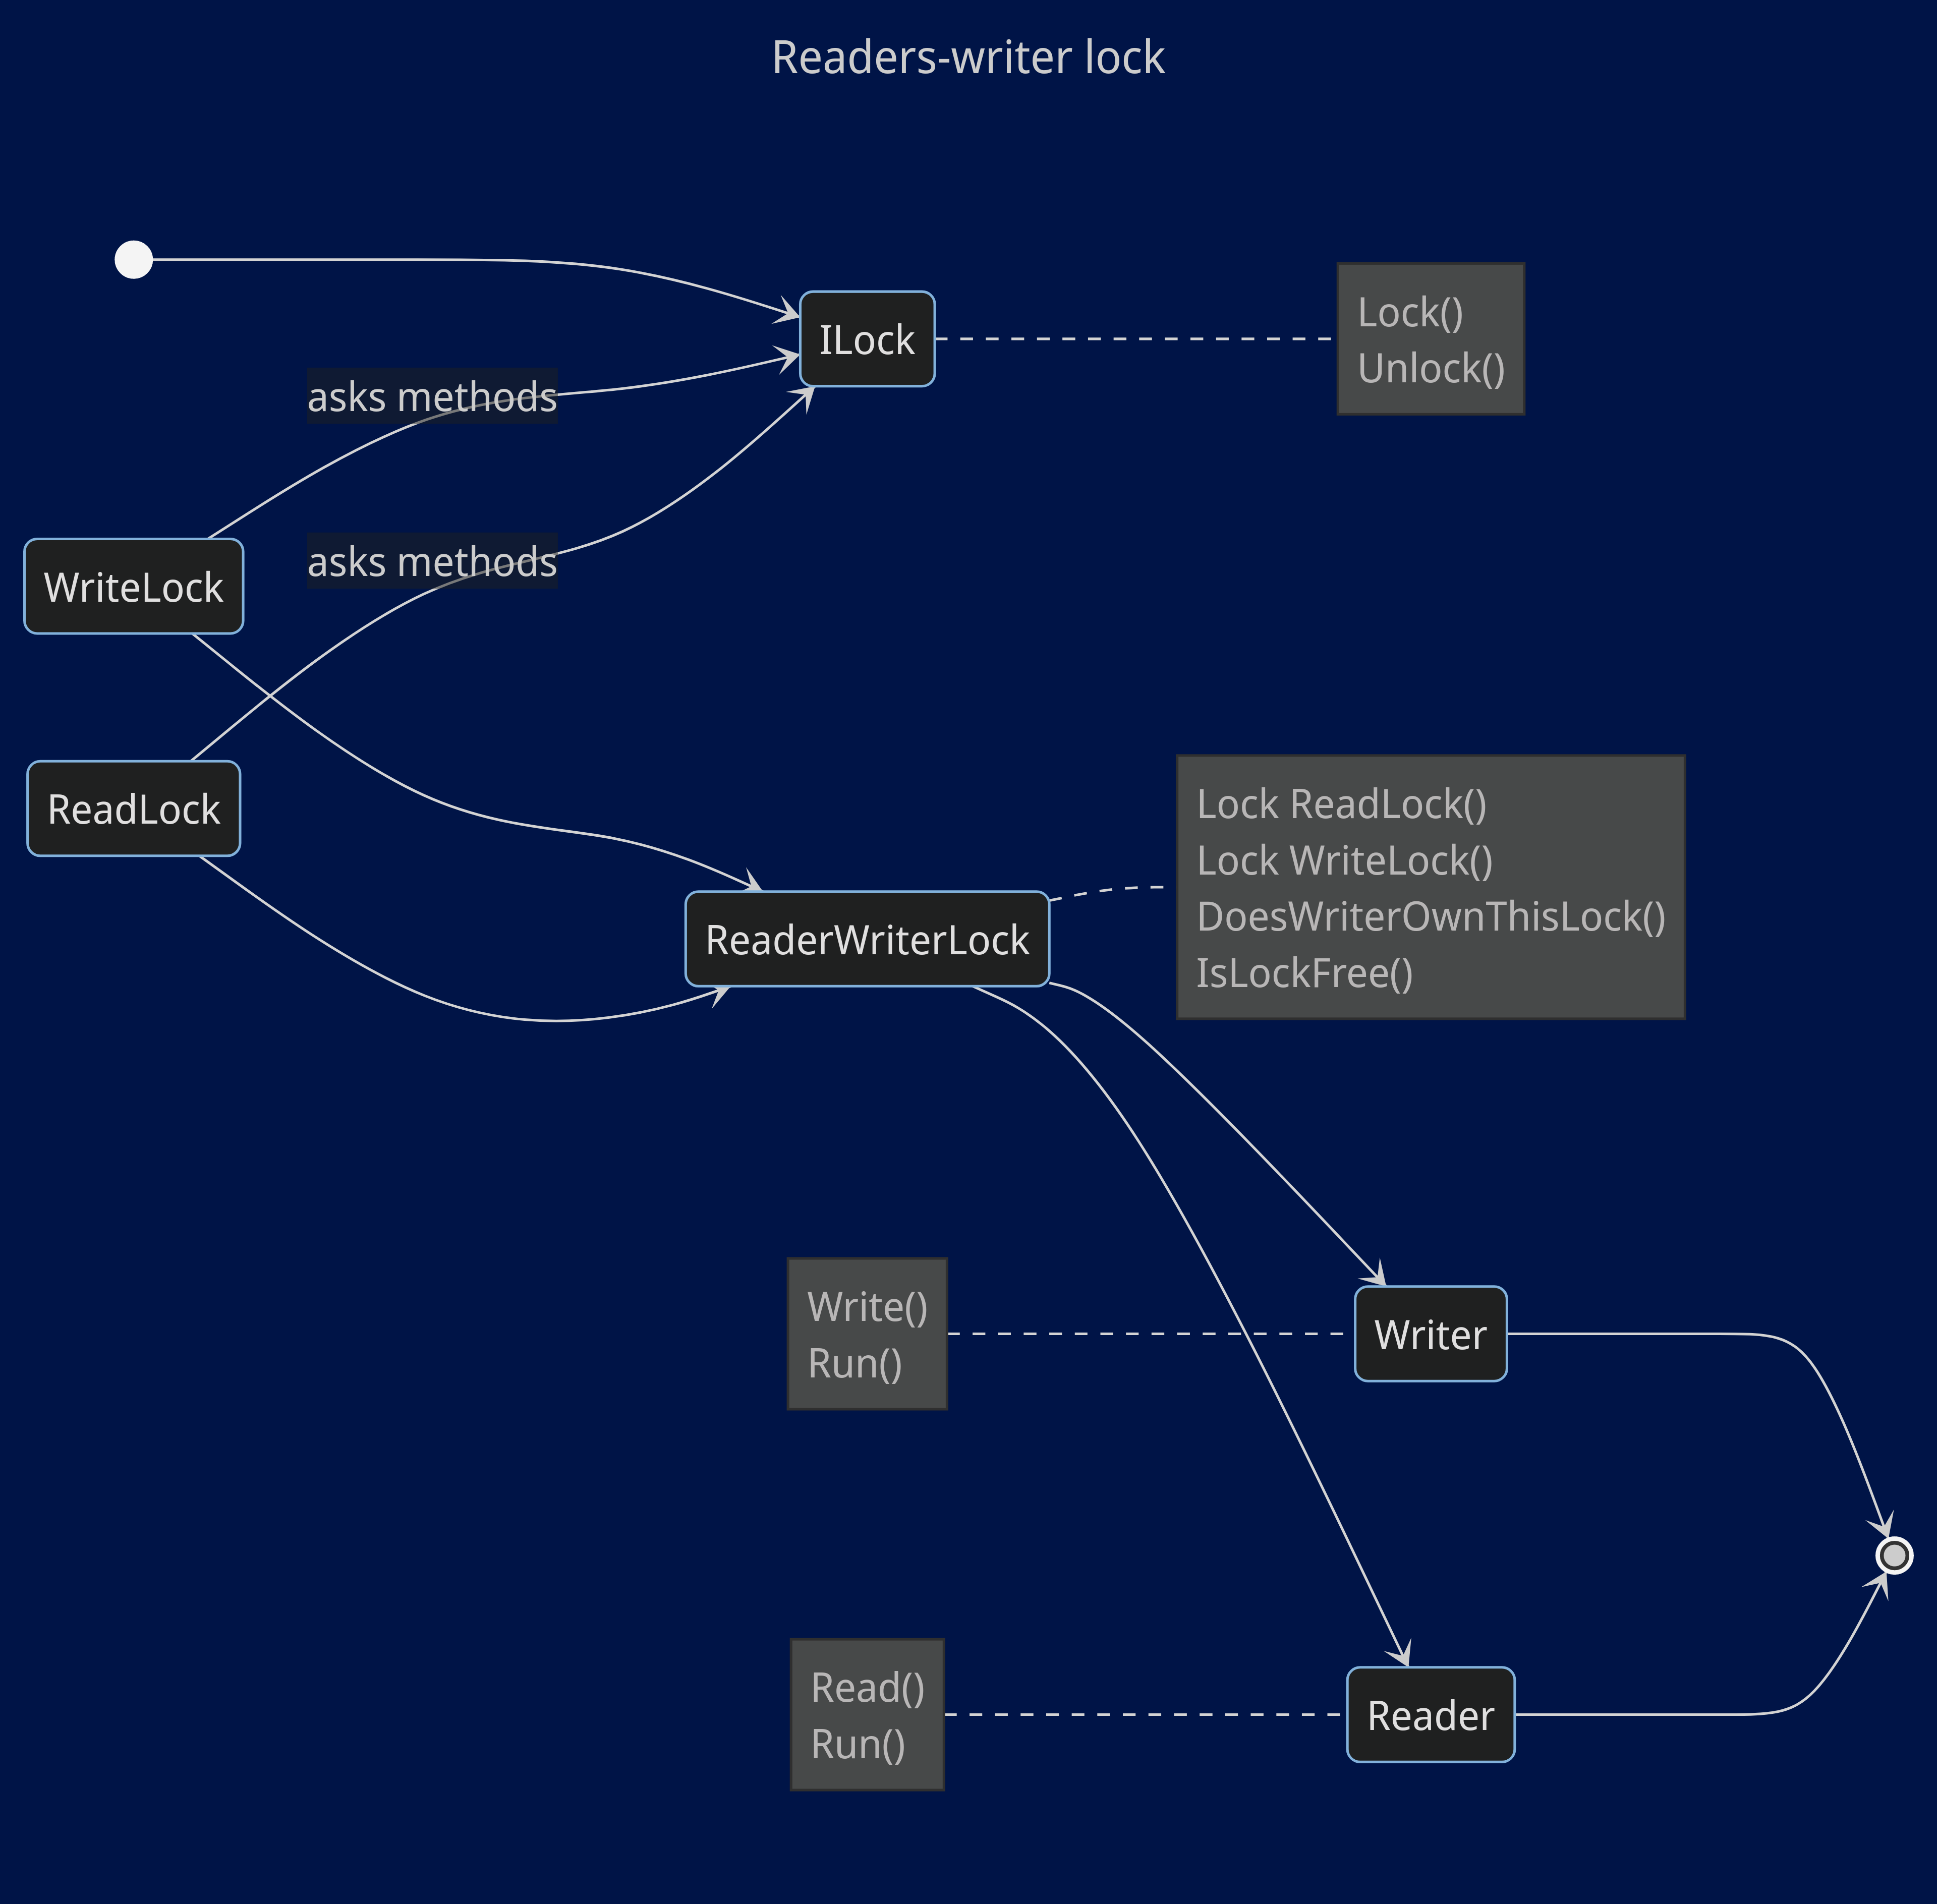 Readers-writer lock
ILock
Lock()
Unlock()
asks methods
asks methods
WriteLock
ReadLock
ReaderWriterLock
Lock ReadLock()
Lock WriteLock()
DoesWriterOwnThisLock()
IsLockFree()
Write()
Run()
Writer
Read()
Run()
Reader